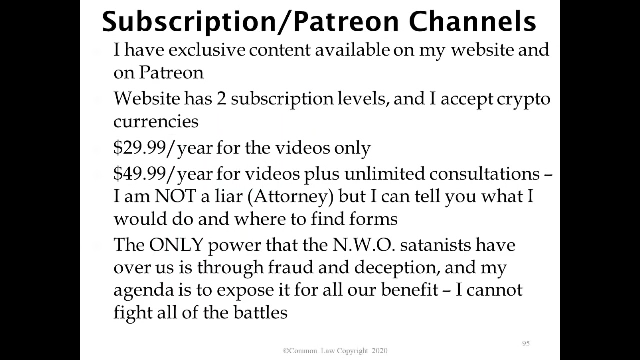 Subscription/Patreon Channels
I have exclusive content available on my website and
on Patreon
Website has 2 subscription levels, and I accept crypto
currencies
$29.99/year for the videos only
$49.99/year for videos plus unlimited consultations –
I am NOT a liar (Attorney) but I can tell you what I
would do and where to find forms
The ONLY power that the N.W.O. satanists have
over us is through fraud and deception, and my
agenda is to expose it for all our benefit – I cannot
fight all of the battles
©Common Law Copyright 2020
95